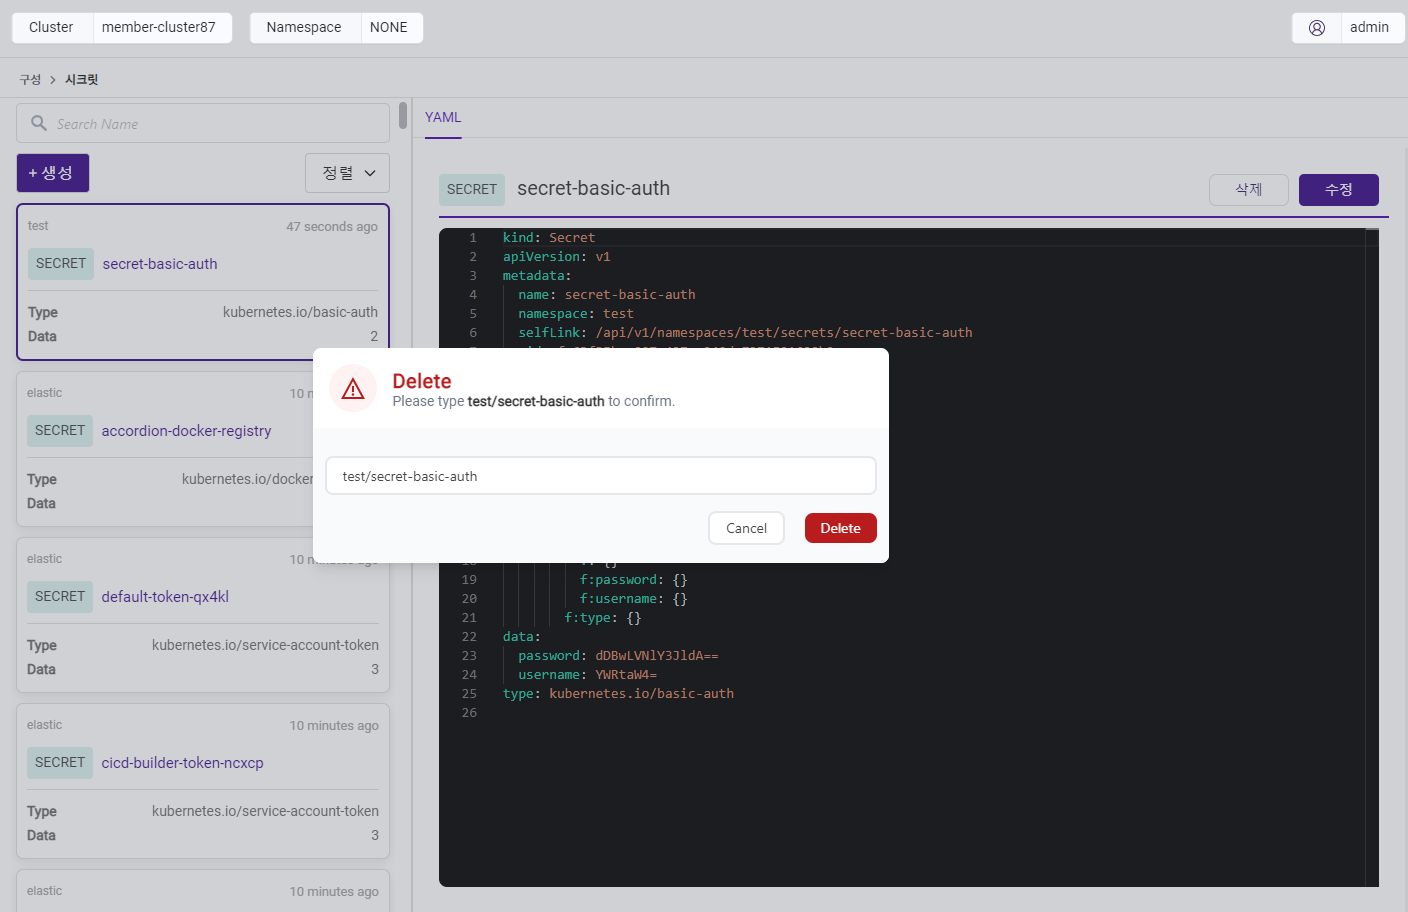 Cluster member-cluster87 Namespace NONE admin
구성 > 시크릿
Search Name
+ 생성 정렬
test 47 seconds ago
SECRET secret-basic-auth
Type kubernetes.io/basic-auth
Data 2
elastic 10
SECRET accordion-docker-registry
Type kubernetes.io/docker
Data
elastic 10
SECRET default-token-qx4kl
Type kubernetes.io/service-account-token
Data 3
elastic 10 minutes ago
SECRET cicd-builder-token-ncxcp
Type kubernetes.io/service-account-token
Data 3
elastic 10 minutes ago
YAML
SECRET secret-basic-auth 삭제 수정
1 kind: Secret
2 apiVersion: v1
3 metadata:
4 name: secret-basic-auth
5 namespace: test
6 selfLink: /api/v1/namespaces/test/secrets/secret-basic-auth
Delete
Please type test/secret-basic-auth to confirm.
test/secret-basic-auth
Cancel Delete
19 f:password: {}
20 f:username: {}
21 f:type: {}
22 data:
23 password: dDBwLVNlY3JldA==
24 username: YWRtaW4=
25 type: kubernetes.io/basic-auth
26